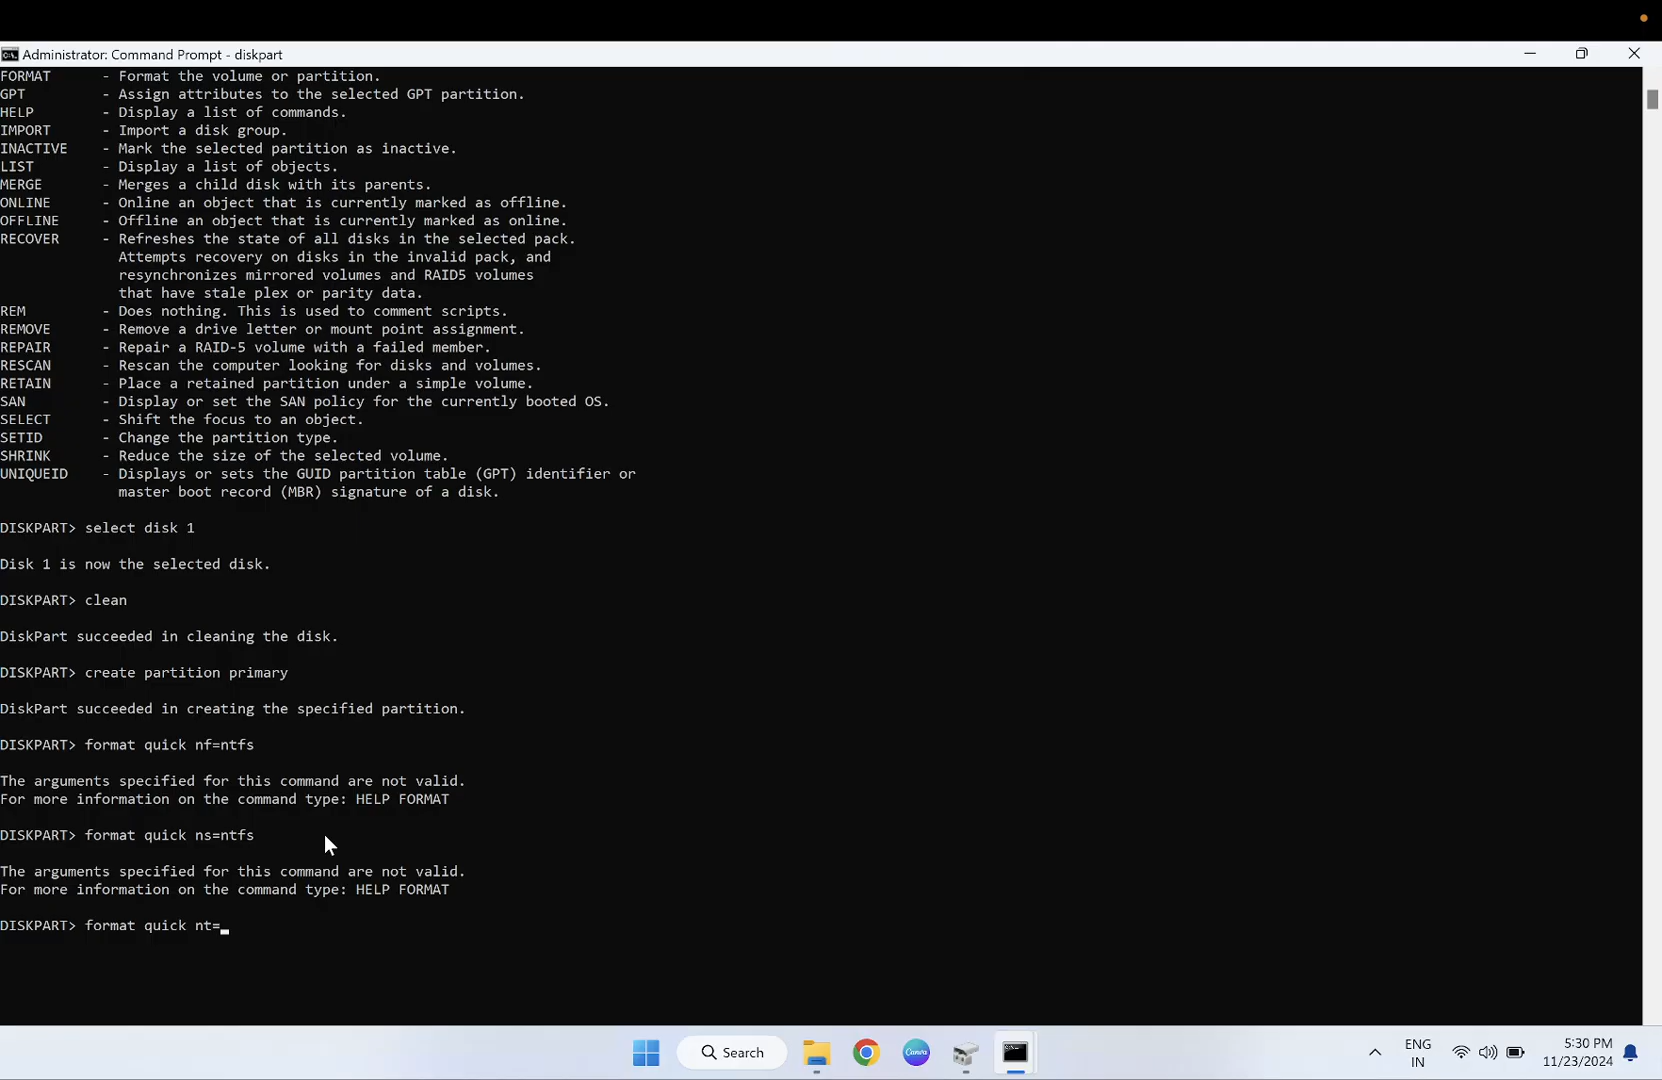 Administrator: Command Prompt - diskpart
FORMAT - Format the volume or partition.
GPT - Assign attributes to the selected GPT partition.
HELP - Display a list of commands.
IMPORT - Import a disk group.
INACTIVE - Mark the selected partition as inactive.
LIST - Display a list of objects.
MERGE - Merges a child disk with its parents.
ONLINE - Online an object that is currently marked as offline.
OFFLINE - Offline an object that is currently marked as online.
RECOVER - Refreshes the state of all disks in the selected pack.
Attempts recovery on disks in the invalid pack, and
resynchronizes mirrored volumes and RAID5 volumes
that have stale plex or parity data.
REM - Does nothing. This is used to comment scripts.
REMOVE - Remove a drive letter or mount point assignment.
REPAIR - Repair a RAID-5 volume with a failed member.
RESCAN - Rescan the computer looking for disks and volumes.
RETAIN - Place a retained partition under a simple volume.
SAN - Display or set the SAN policy for the currently booted OS.
SELECT - Shift the focus to an object.
SETID - Change the partition type.
SHRINK - Reduce the size of the selected volume.
UNIQUEID - Displays or sets the GUID partition table (GPT) identifier or
master boot record (MBR) signature of a disk.
DISKPART> select disk 1
Disk 1 is now the selected disk.
DISKPART> clean
DiskPart succeeded in cleaning the disk.
DISKPART> create partition primary
DiskPart succeeded in creating the specified partition.
DISKPART> format quick nf=ntfs
The arguments specified for this command are not valid.
For more information on the command type: HELP FORMAT
DISKPART> format quick ns=ntfs
The arguments specified for this command are not valid.
For more information on the command type: HELP FORMAT
DISKPART> format quick nt=
Search
Canva
ENG
IN
5:30 PM
11/23/2024